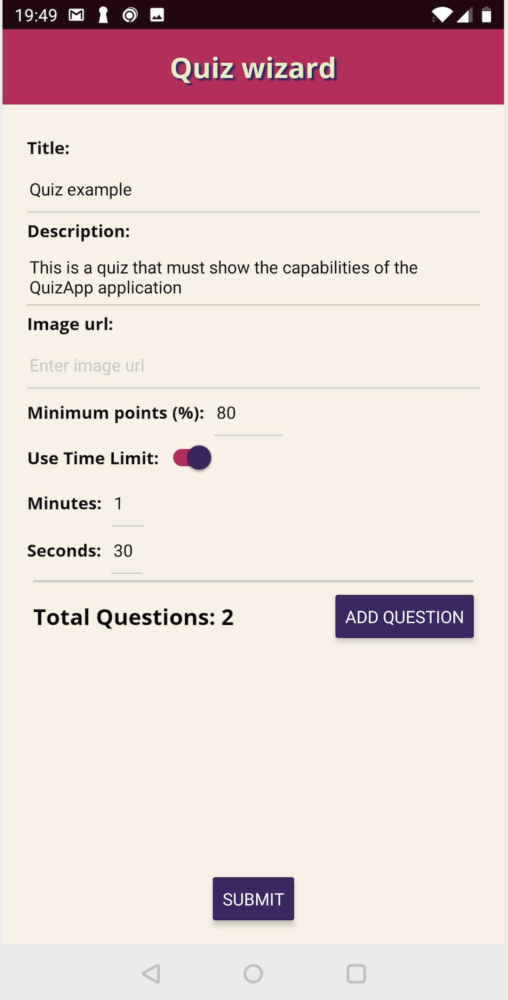 19:49
Quiz wizard
Title:
Quiz example
Description:
This is a quiz that must show the capabilities of the
QuizApp application
Image url:
Enter image url
Minimum points (%): 80
Use Time Limit:
Minutes: 1
Seconds: 30
Total Questions: 2 ADD QUESTION
SUBMIT